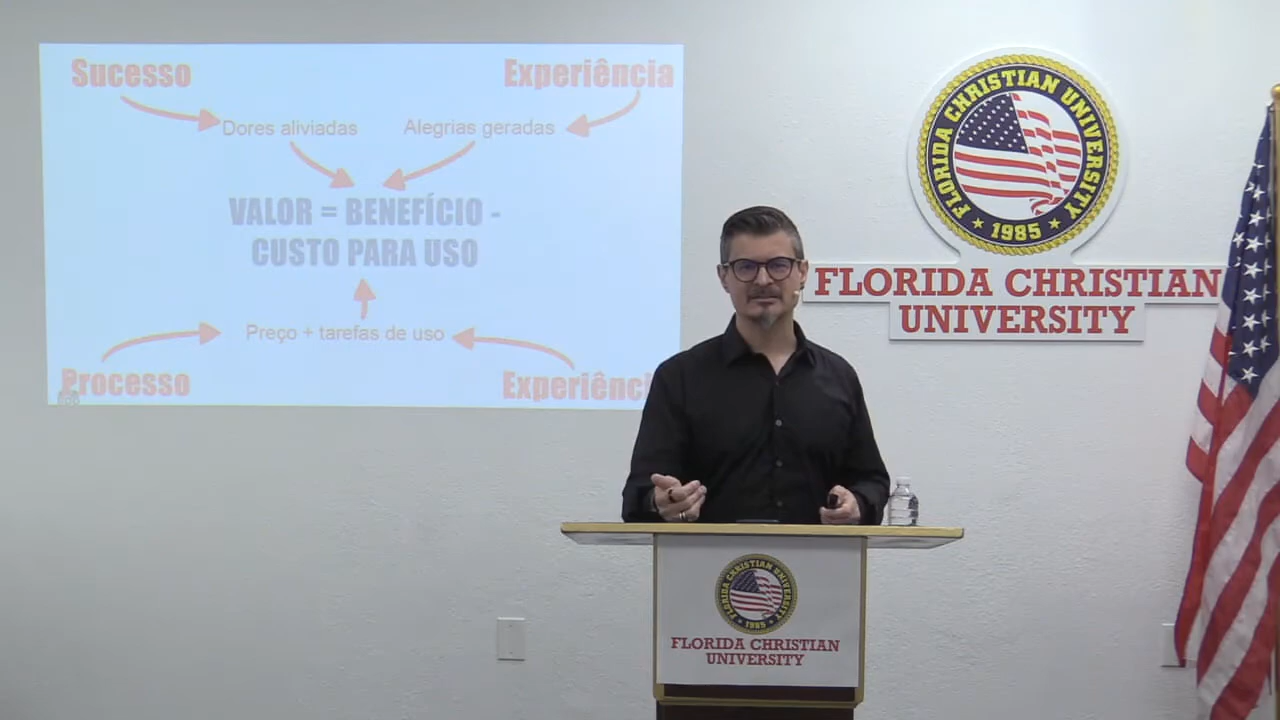 Sucesso
Experiência
Dores aliviadas
Alegrias geradas
VALOR = BENEFÍCIO -
CUSTO PARA USO
Preço + tarefas de uso
Processo
Experiênci
FLORIDA CHRISTIAN UNIVERSITY
★ 1985 ★
FLORIDA CHRISTIAN
UNIVERSITY
FLORIDA CHRISTIAN UNIVERSITY
★ 1985 ★
FLORIDA CHRISTIAN
UNIVERSITY